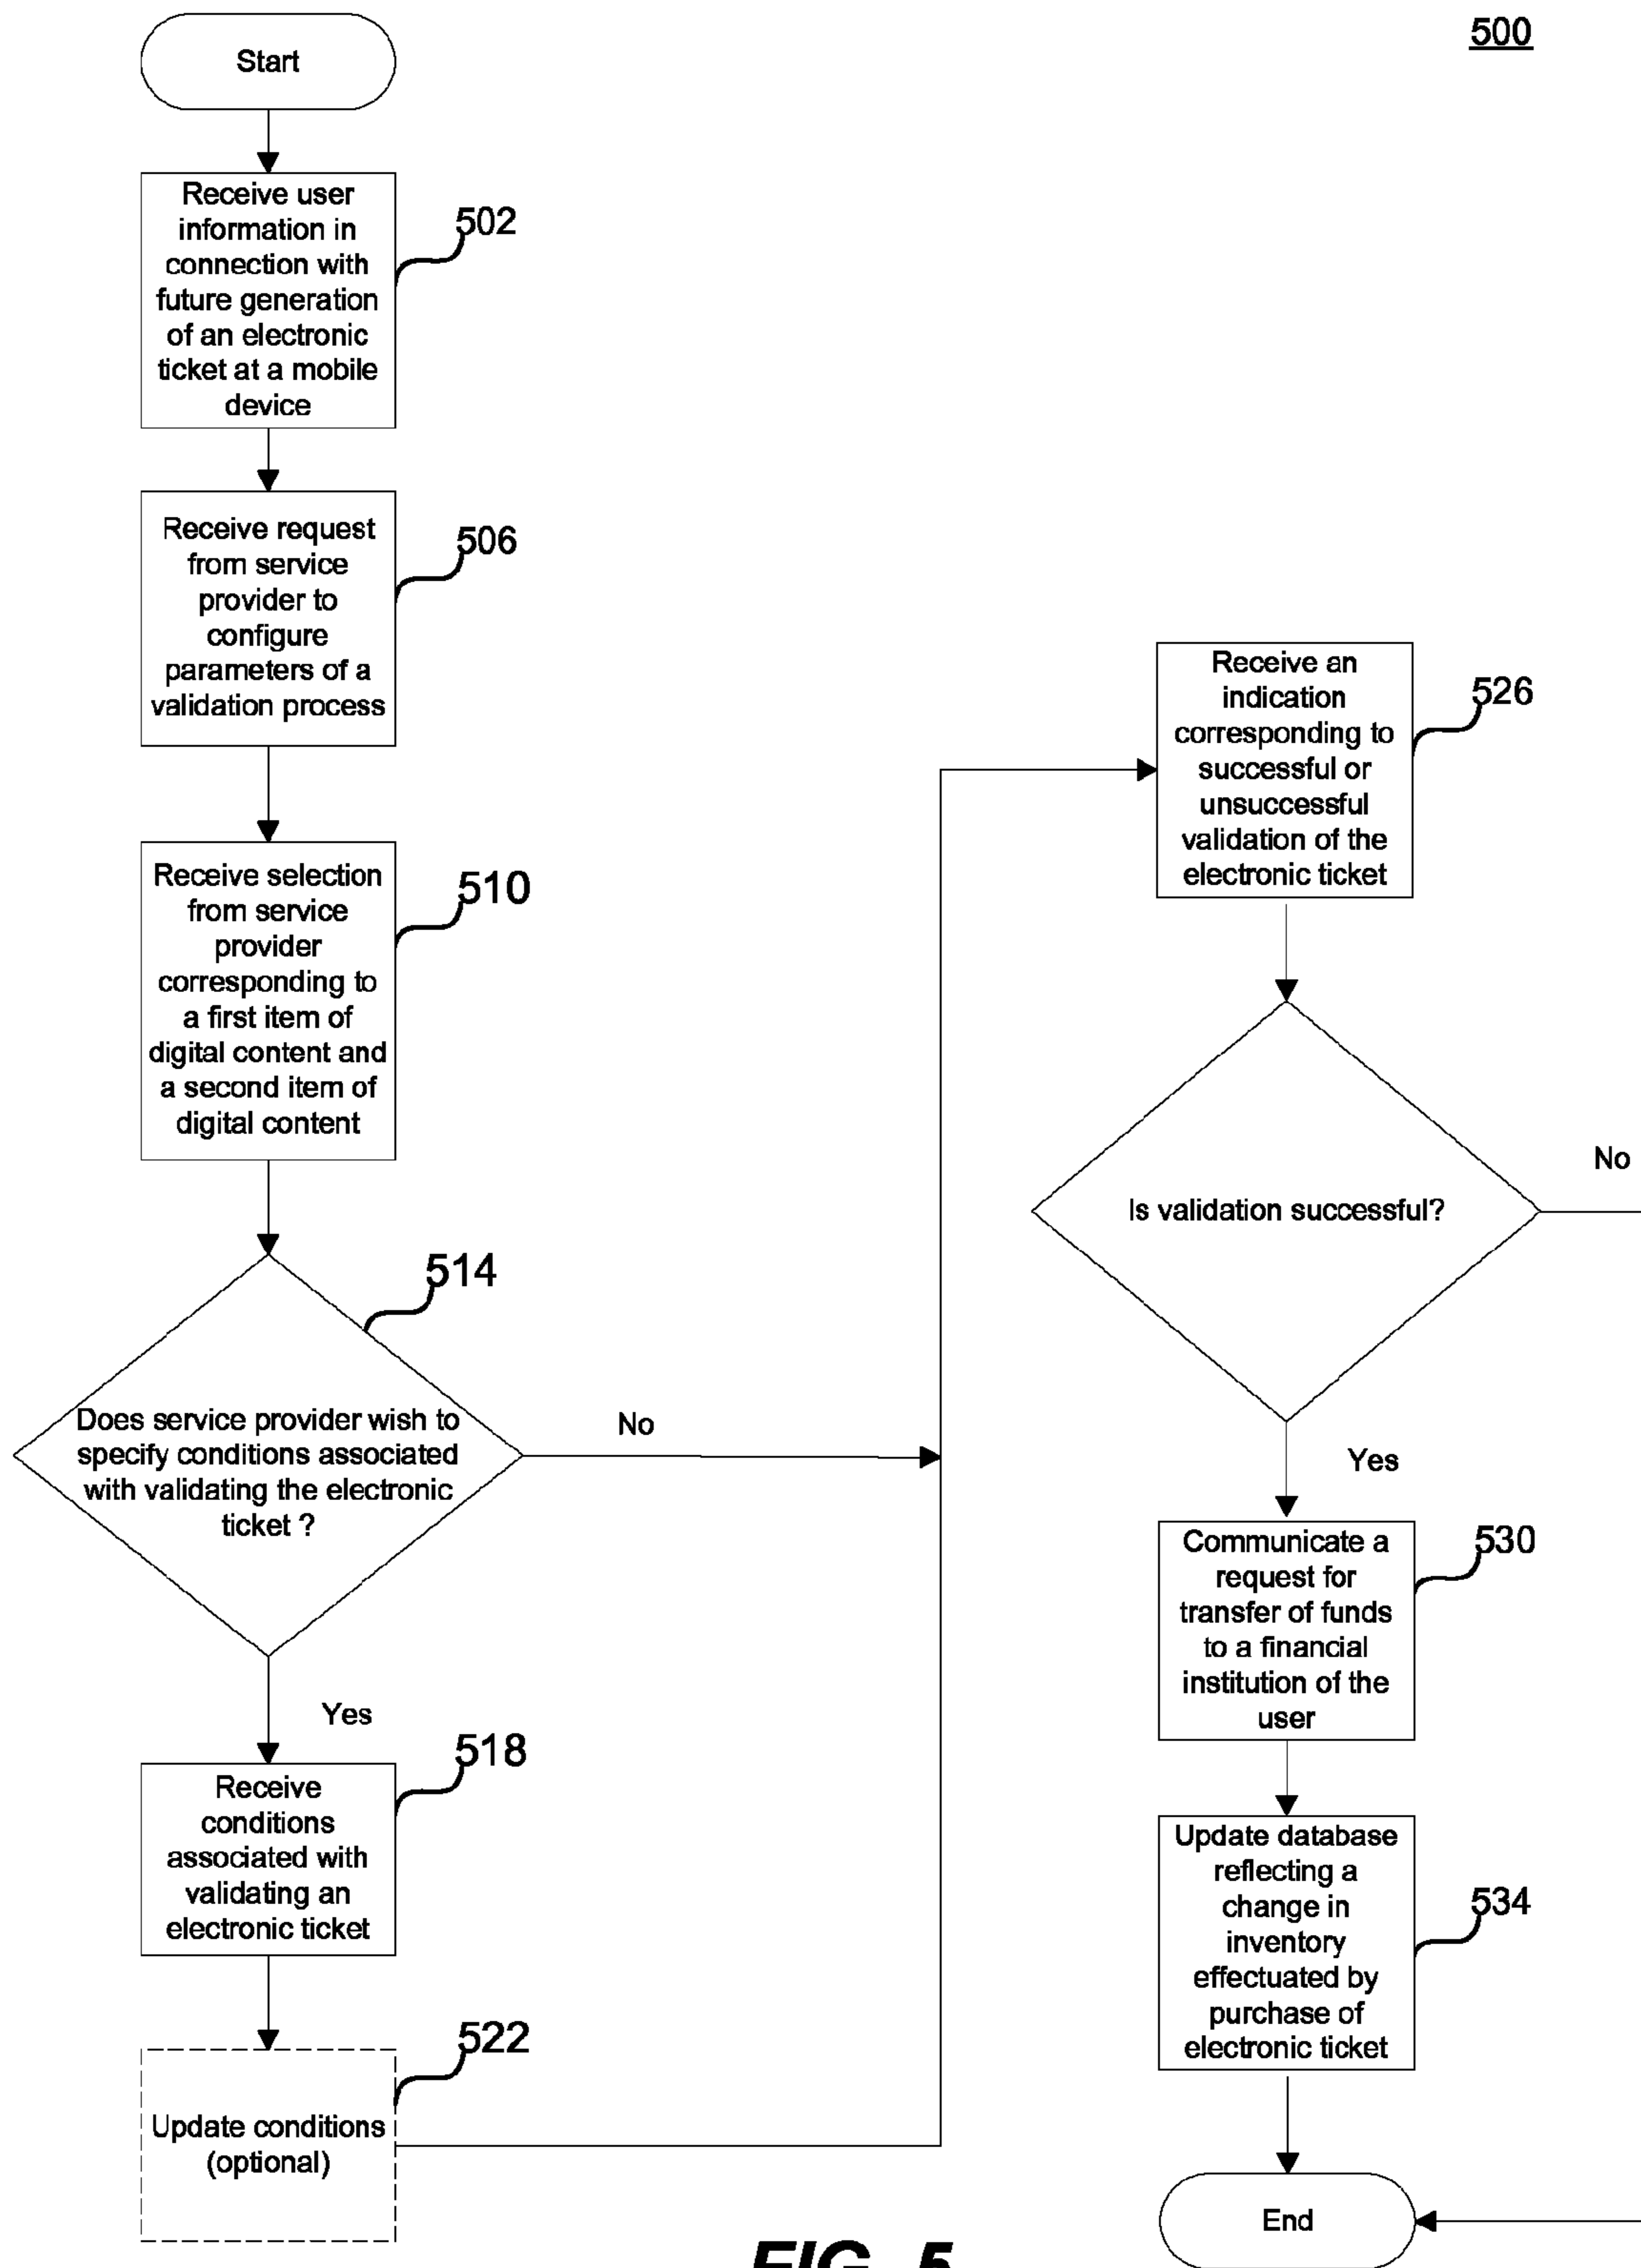 500
Start
Receive user
information in
connection with
future generation
of an electronic
ticket at a mobile
device
502
Receive request
from service
provider to
configure
parameters of a
validation process
506
Receive selection
from service
provider
corresponding to
a first item of
digital content and
a second item of
digital content
510
514
Does service provider wish to
specify conditions associated
with validating the electronic
ticket ?
No
Yes
Receive
conditions
associated with
validating an
electronic ticket
518
Update conditions
(optional)
522
Receive an
indication
corresponding to
successful or
unsuccessful
validation of the
electronic ticket
526
Is validation successful?
No
Yes
Communicate a
request for
transfer of funds
to a financial
institution of the
user
530
Update database
reflecting a
change in
inventory
effectuated by
purchase of
electronic ticket
534
End
FIG. 5